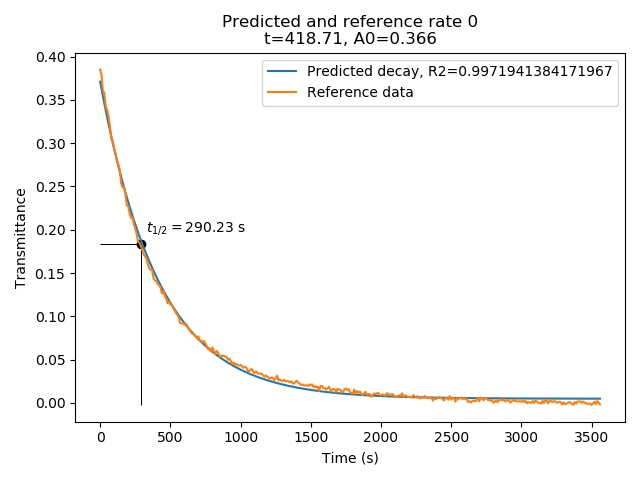 Predicted and reference rate 0
t=418.71, A0=0.366
Predicted decay, R2=0.9971941384171967
Reference data
0.40
0.35
0.30
0.25
0.20
0.15
0.10
0.05
0.00
Transmittance
t1/2 = 290.23 s
0 500 1000 1500 2000 2500 3000 3500
Time (s)